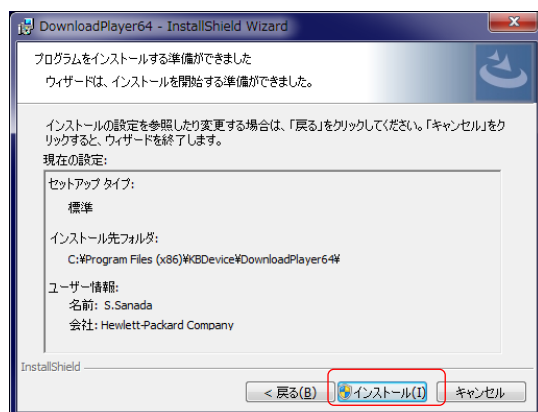 DownloadPlayer64 - InstallShield Wizard
プログラムをインストールする準備ができました
ウィザードは、インストールを開始する準備ができました。
インストールの設定を参照したり変更する場合は、「戻る」をクリックしてください。「キャンセル」をク
リックすると、ウィザードを終了します。
現在の設定:
セットアップ タイプ:
標準
インストール先フォルダ:
C:¥Program Files (x86)¥KBDevice¥DownloadPlayer64¥
ユーザー情報:
名前: S.Sanada
会社: Hewlett-Packard Company
InstallShield
< 戻る(B) インストール(I) キャンセル